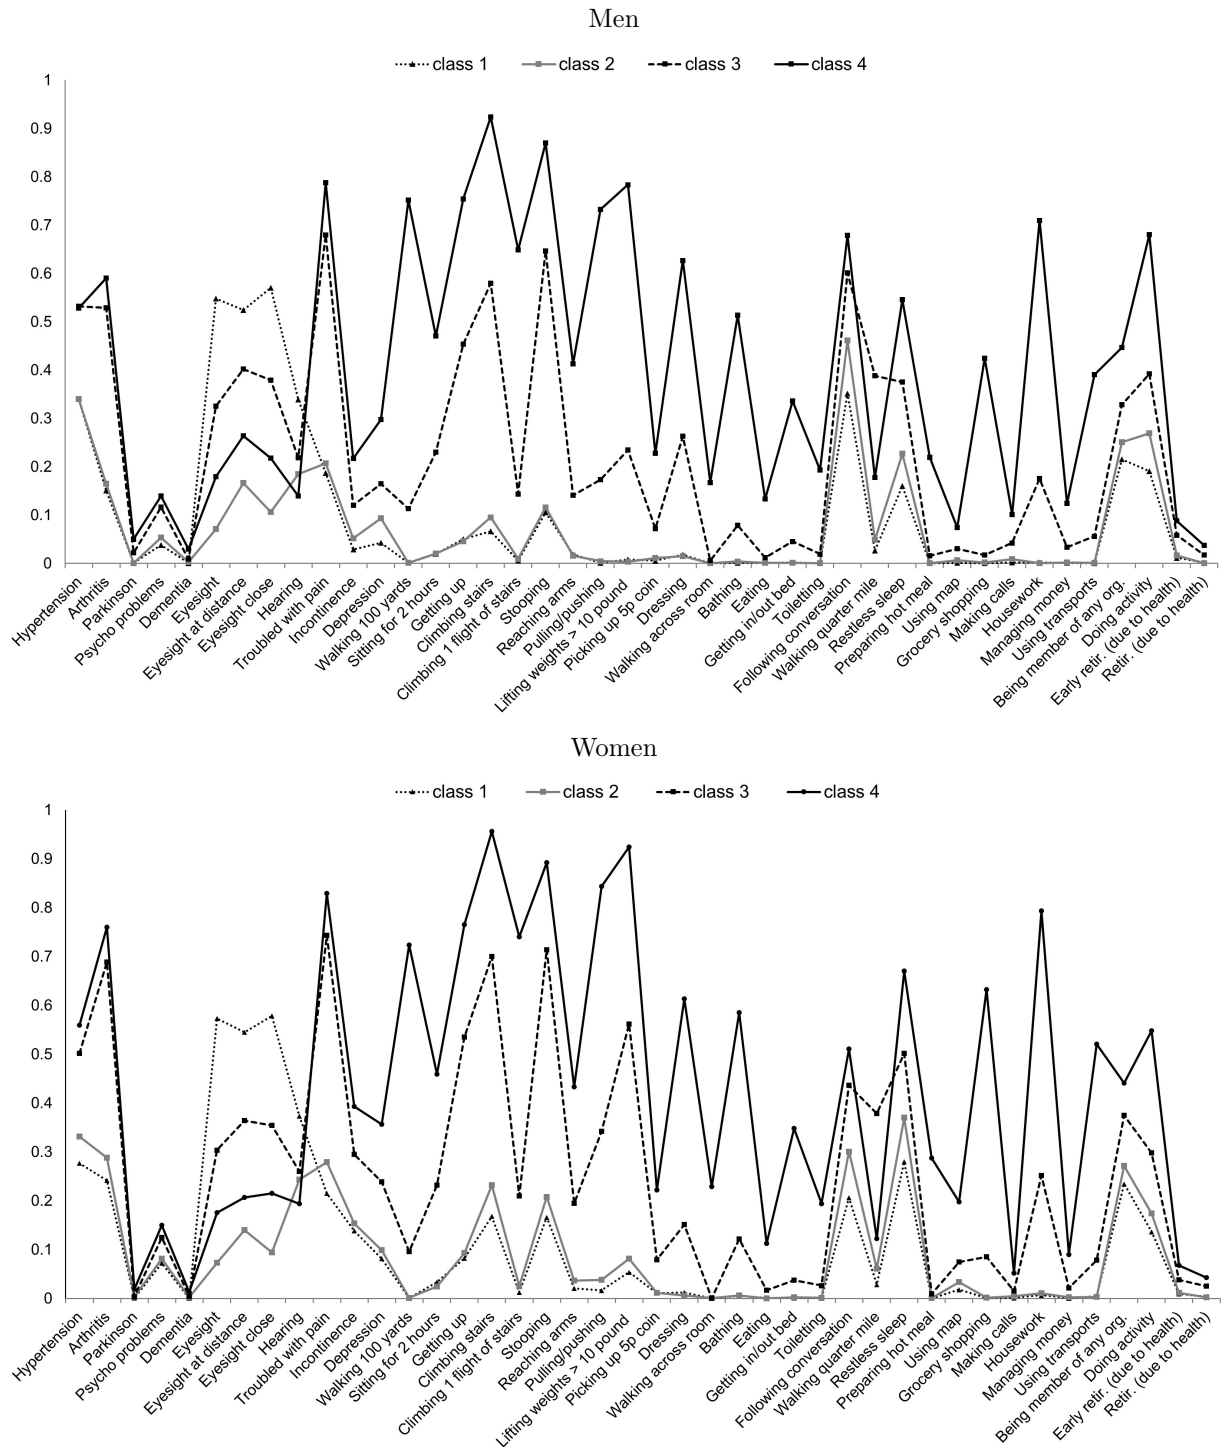 Men
class 1 class 2 class 3 class 4
1
0.9
0.8
0.7
0.6
0.5
0.4
0.3
0.2
0.1
0
Hypertension
Arthritis
Parkinson
Psycho problems
Dementia
Eyesight
Eyesight at distance
Eyesight close
Hearing
Troubled with pain
Incontinence
Depression
Walking 100 yards
Sitting for 2 hours
Getting up
Climbing stairs
Climbing 1 flight of stairs
Stooping
Reaching arms
Pulling/pushing
Lifting weights > 10 pound
Picking up 5p coin
Dressing
Walking across room
Bathing
Eating
Getting in/out bed
Toiletting
Following conversation
Walking quarter mile
Restless sleep
Preparing hot meal
Using map
Grocery shopping
Making calls
Housework
Managing money
Using transports
Being member of any org.
Doing activity
Early retir. (due to health)
Retir. (due to health)
Women
class 1 class 2 class 3 class 4
1
0.9
0.8
0.7
0.6
0.5
0.4
0.3
0.2
0.1
0
Hypertension
Arthritis
Parkinson
Psycho problems
Dementia
Eyesight
Eyesight at distance
Eyesight close
Hearing
Troubled with pain
Incontinence
Depression
Walking 100 yards
Sitting for 2 hours
Getting up
Climbing stairs
Climbing 1 flight of stairs
Stooping
Reaching arms
Pulling/pushing
Lifting weights > 10 pound
Picking up 5p coin
Dressing
Walking across room
Bathing
Eating
Getting in/out bed
Toiletting
Following conversation
Walking quarter mile
Restless sleep
Preparing hot meal
Using map
Grocery shopping
Making calls
Housework
Managing money
Using transports
Being member of any org.
Doing activity
Early retir. (due to health)
Retir. (due to health)